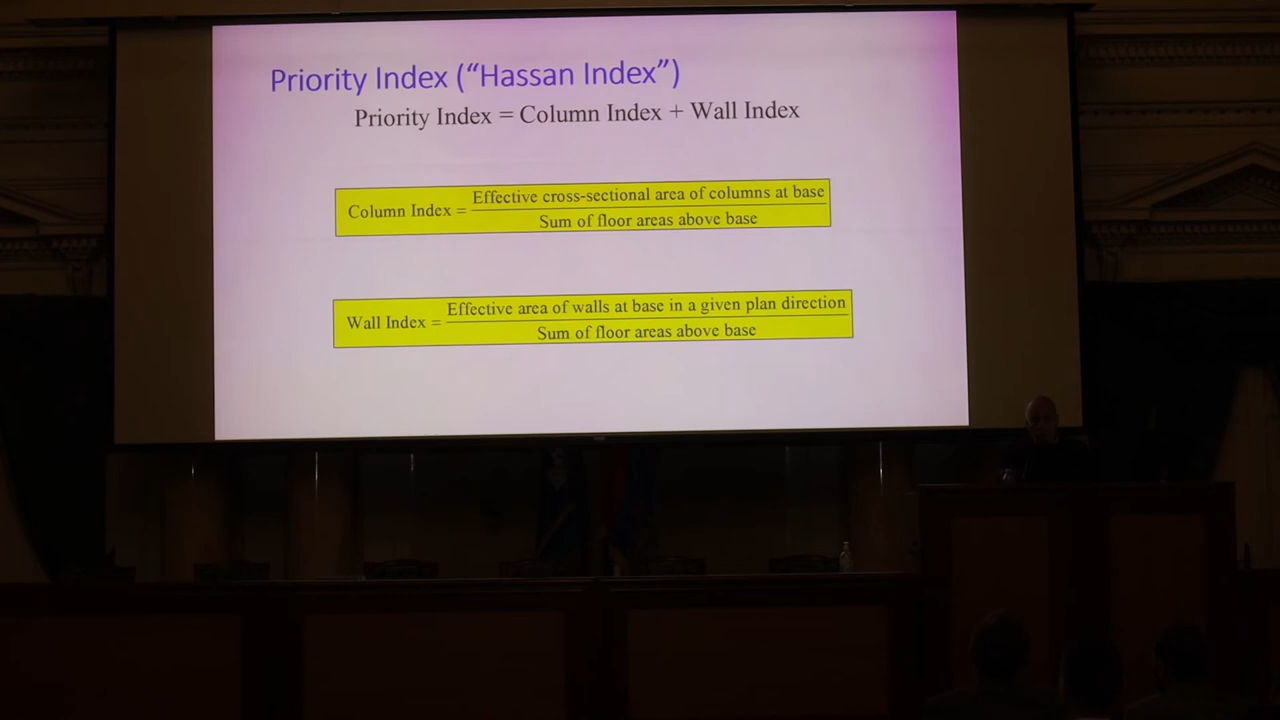 Priority Index (“Hassan Index”)
Priority Index = Column Index + Wall Index
Column Index = Effective cross-sectional area of columns at base
Sum of floor areas above base
Wall Index = Effective area of walls at base in a given plan direction
Sum of floor areas above base